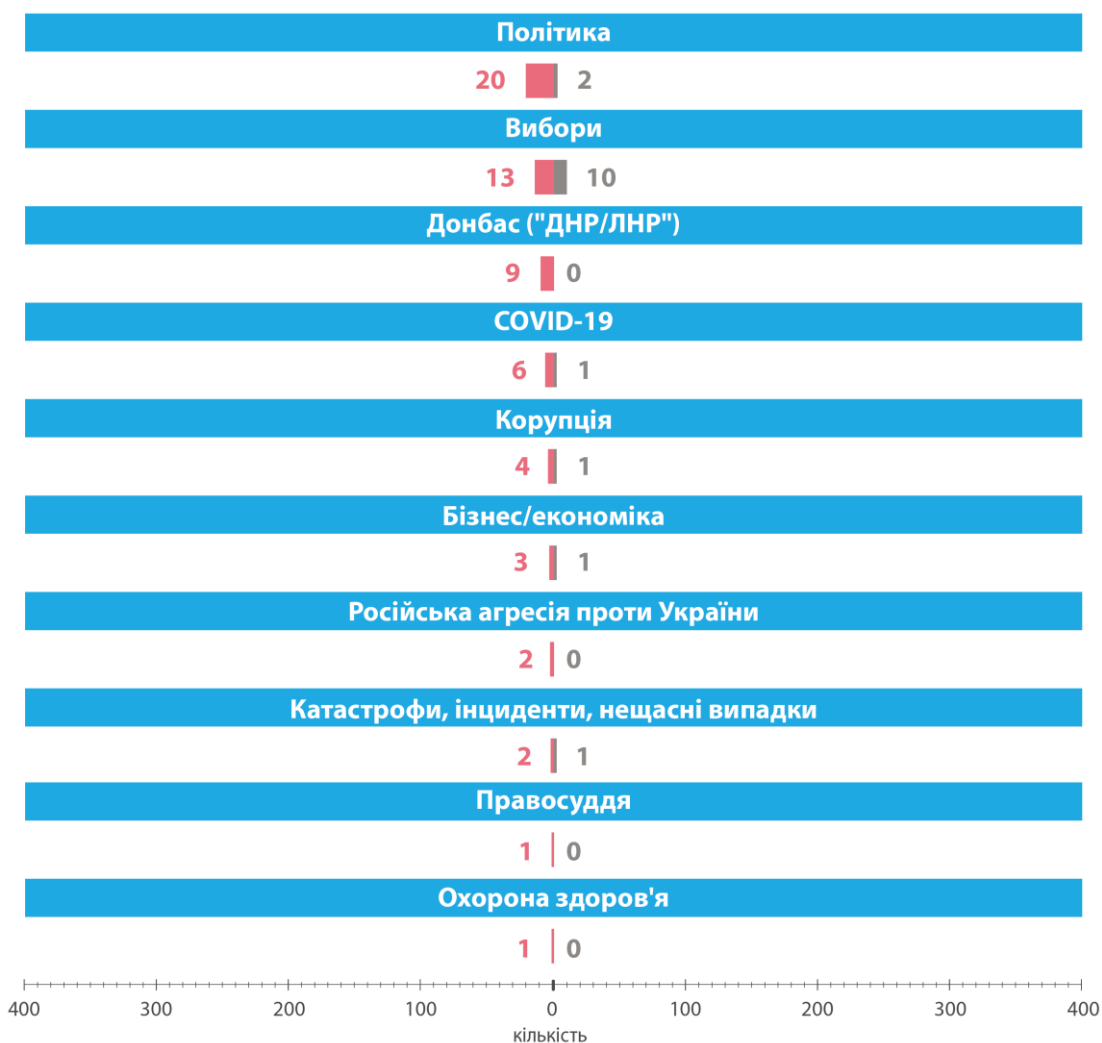 Політика
20 2
Вибори
13 10
Донбас ("ДНР/ЛНР")
9 0
COVID-19
6 1
Корупція
4 1
Бізнес/економіка
3 1
Російська агресія проти України
2 0
Катастрофи, інциденти, нещасні випадки
2 1
Правосуддя
1 0
Охорона здоров'я
1 0
400 300 200 100 0 100 200 300 400
кількість